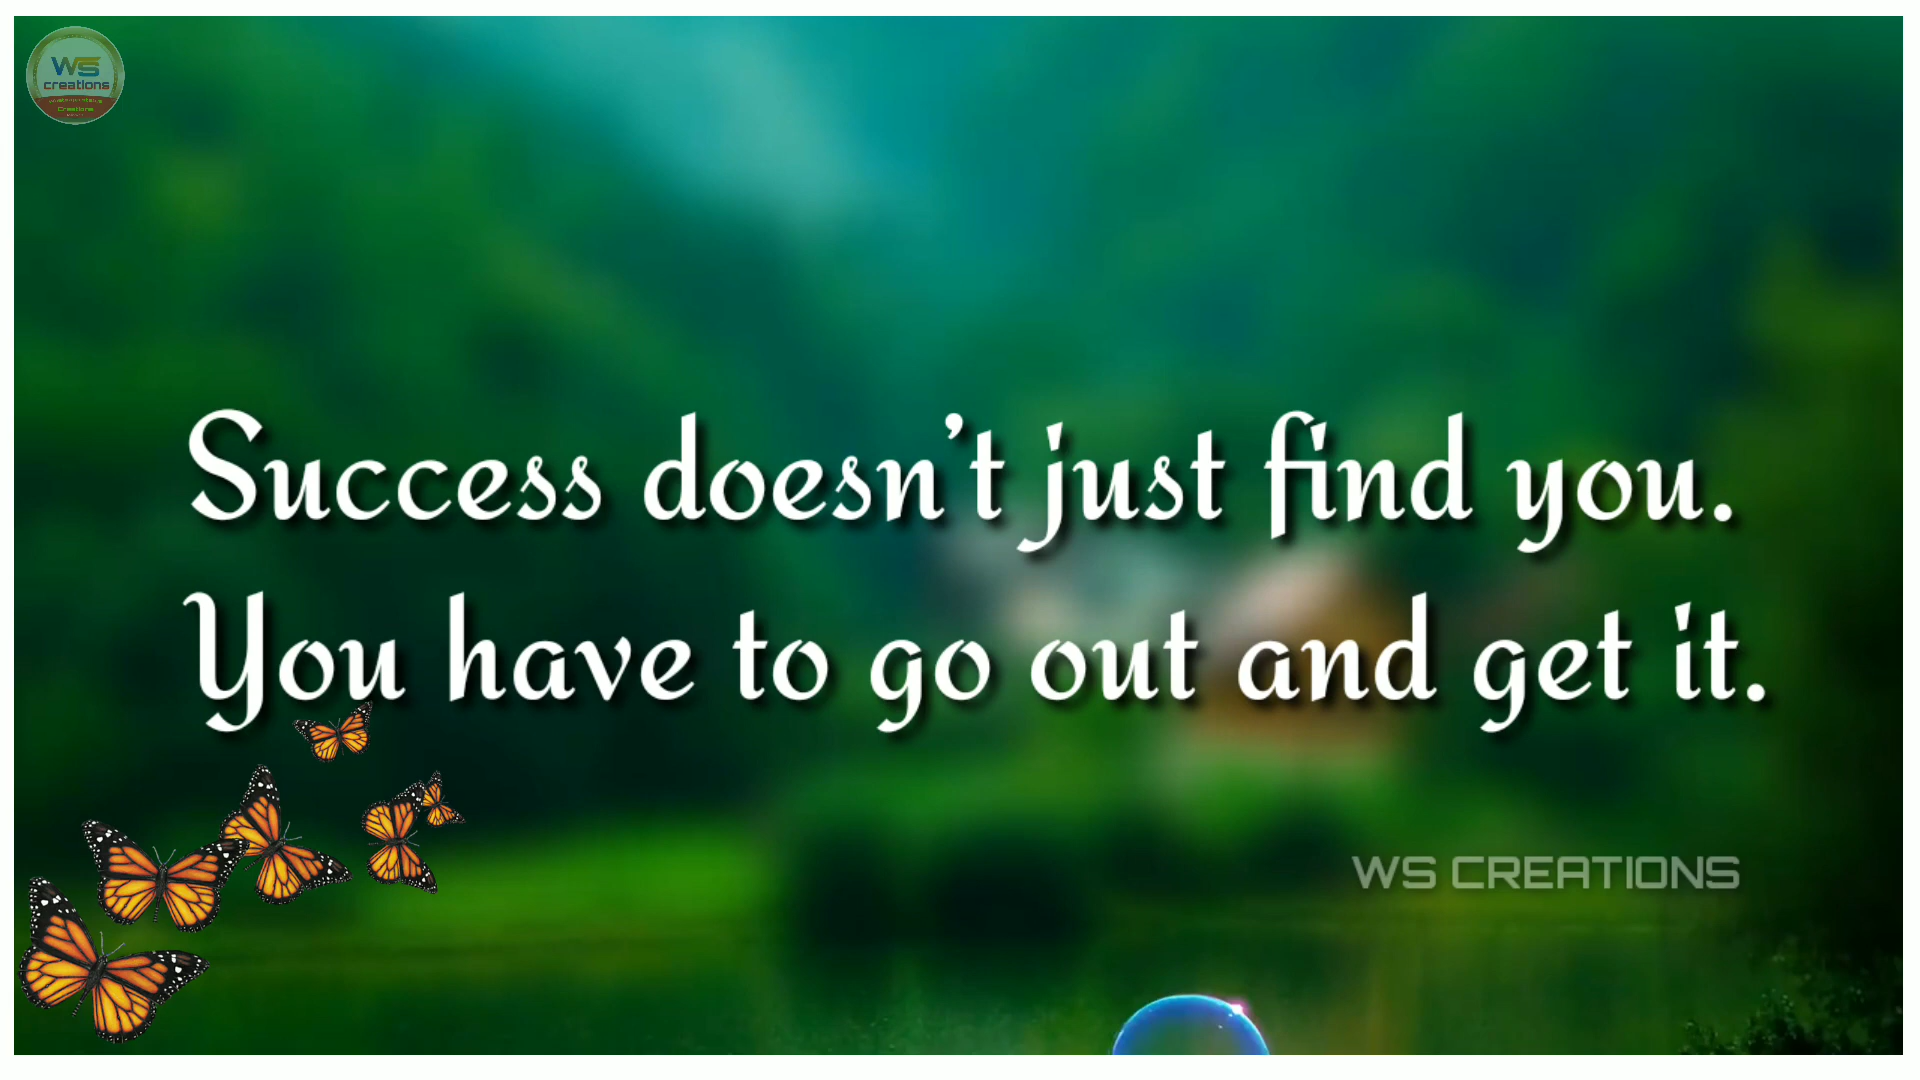 WS
creations
Success doesn't just find you.
You have to go out and get it.
WS CREATIONS